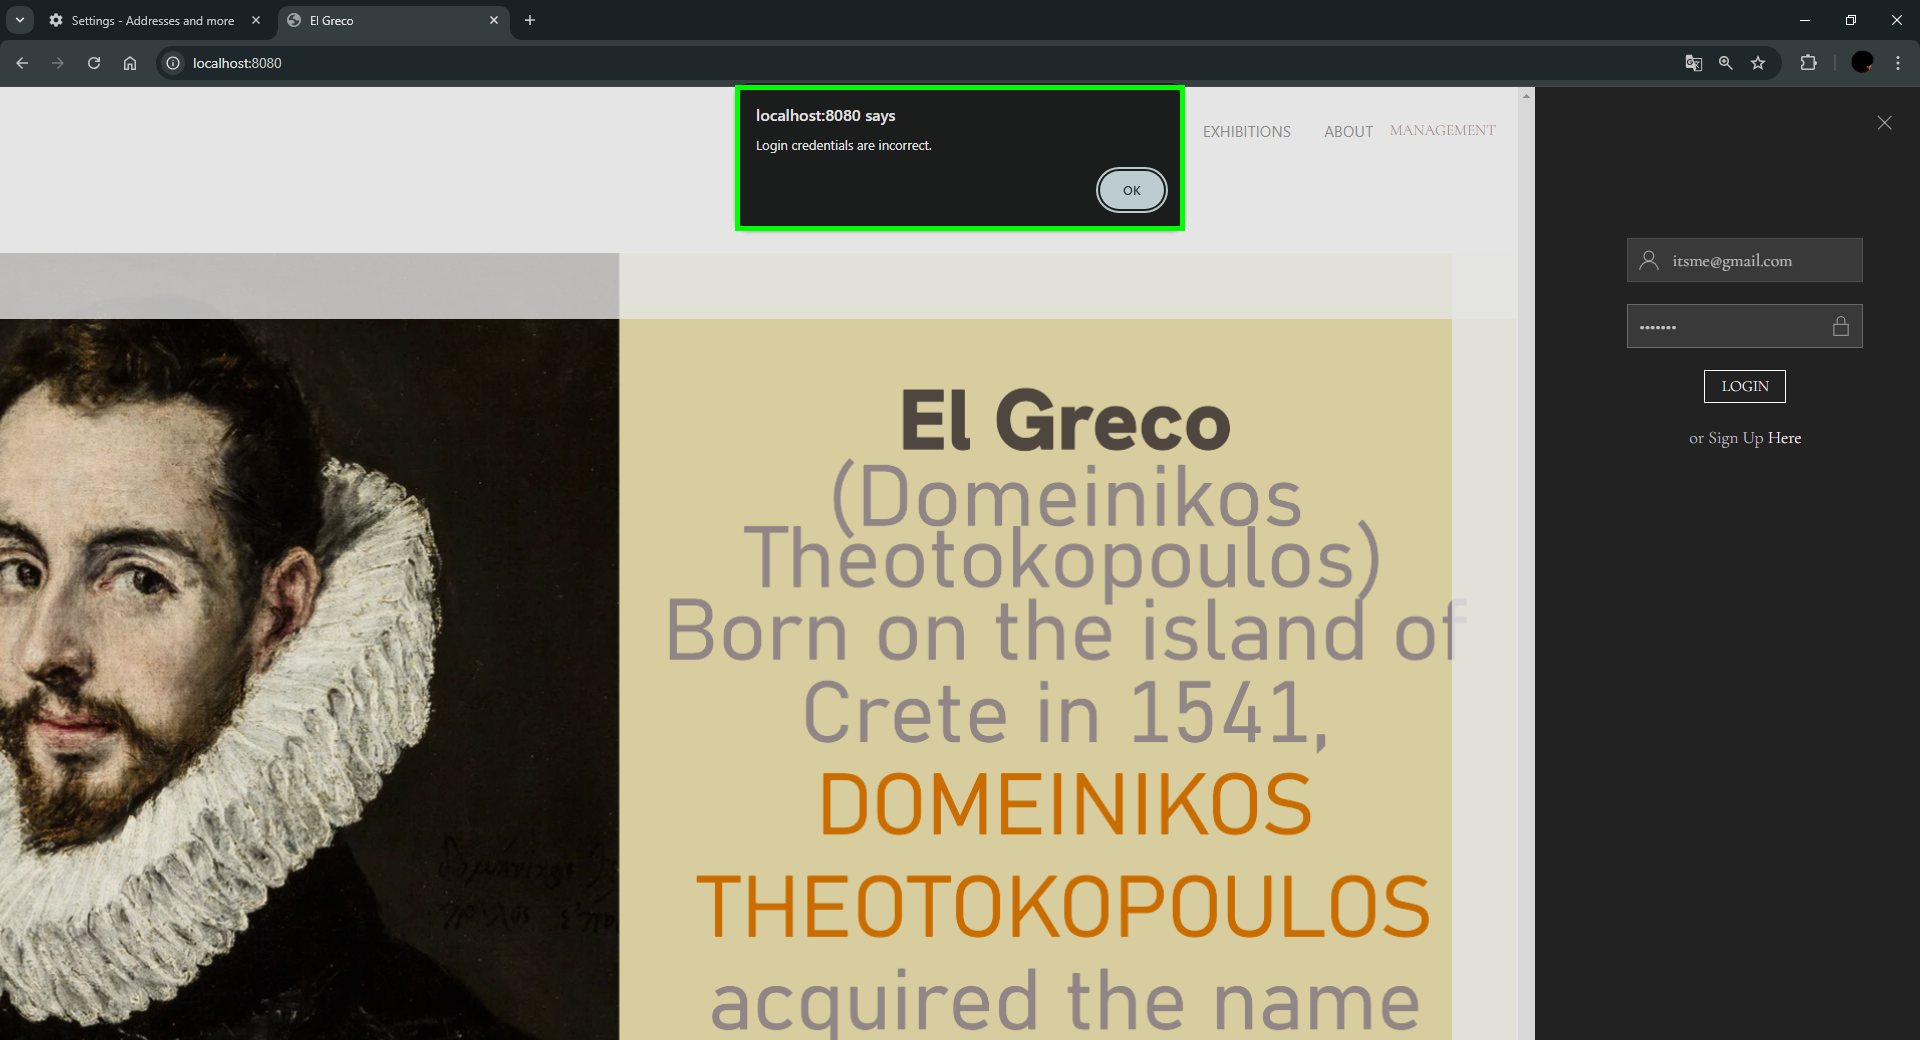 Settings - Addresses and more
El Greco
localhost:8080
localhost:8080 says
Login credentials are incorrect.
OK
EXHIBITIONS
ABOUT
MANAGEMENT
itsme@gmail.com
•••••••
LOGIN
or Sign Up Here
El Greco
(Domeinikos
Theotokopoulos)
Born on the island of
Crete in 1541,
DOMEINIKOS
THEOTOKOPOULOS
acquired the name